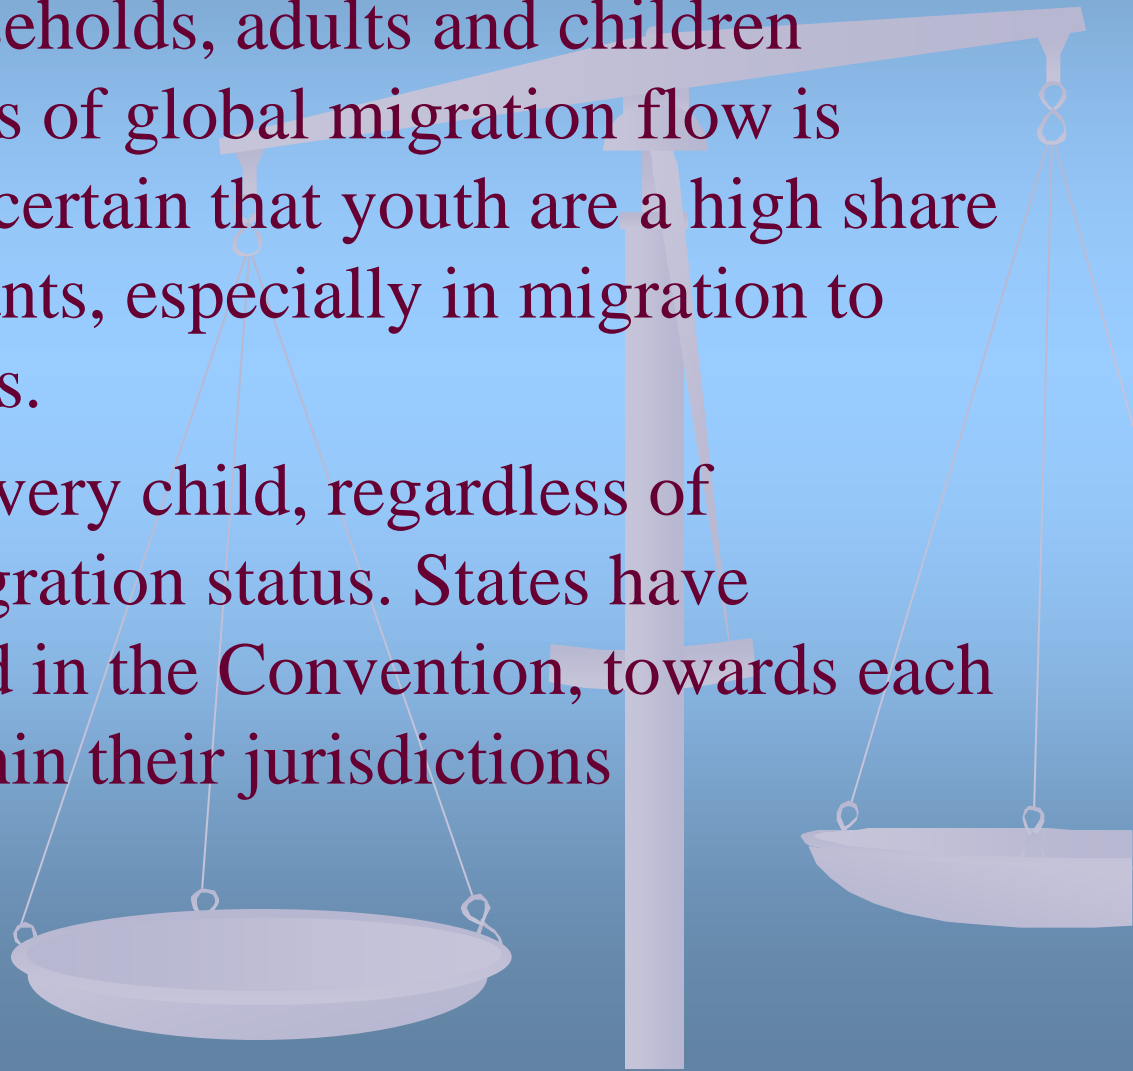 eholds, adults and children
s of global migration flow is
certain that youth are a high share
nts, especially in migration to
s.
very child, regardless of
gration status. States have
d in the Convention, towards each
hin their jurisdictions